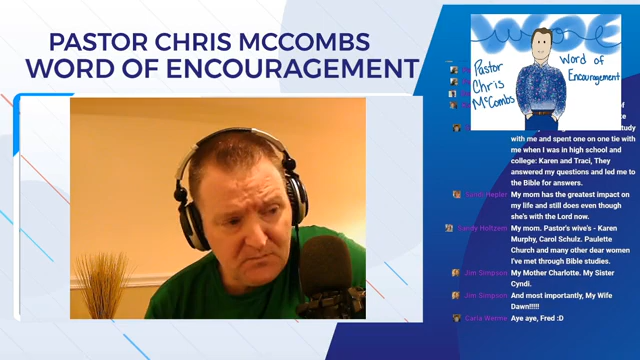 PASTOR CHRIS MCCOMBS
WORD OF ENCOURAGEMENT
WOE
Pastor
Chris
McCombs
Word of
Encouragement
with me and spent one on one tie with
me when I was in high school and
college: Karen and Traci, They
answered my questions and led me to
the Bible for answers.
My mom has the greatest impact on
my life and still does even though
she's with the Lord now.
Sandy Holtzem My mom. Pastor's wive's - Karen
Murphy, Carol Schulz. Paulette
Church and many other dear women
I've met through Bible studies.
Jim Simpson My Mother Charlotte. My Sister
Cyndi.
Jim Simpson And most importantly, My Wife
Dawn!!!!!
Carla Aye aye, Fred :D